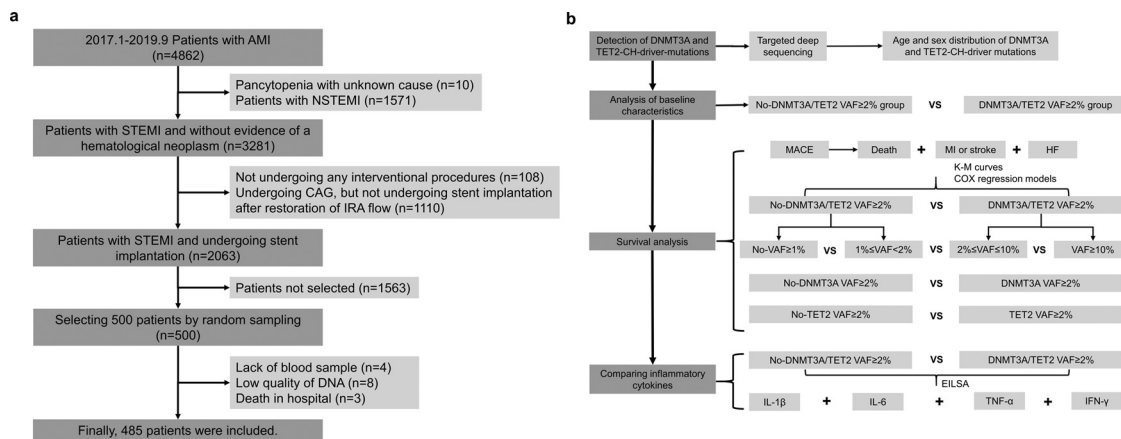 a
2017.1-2019.9 Patients with AMI
(n=4862)
Pancytopenia with unknown cause (n=10)
Patients with NSTEMI (n=1571)
Patients with STEMI and without evidence of a
hematological neoplasm (n=3281)
Not undergoing any interventional procedures (n=108)
Undergoing CAG, but not undergoing stent implantation
after restoration of IRA flow (n=1110)
Patients with STEMI and undergoing stent
implantation (n=2063)
Patients not selected (n=1563)
Selecting 500 patients by random sampling
(n=500)
Lack of blood sample (n=4)
Low quality of DNA (n=8)
Death in hospital (n=3)
Finally, 485 patients were included.
b
Detection of DNMT3A and
TET2-CH-driver-mutations
Targeted deep
sequencing
Age and sex distribution of DNMT3A
and TET2-CH-driver mutations
Analysis of baseline
characteristics
No-DNMT3A/TET2 VAF≥2% group
VS
DNMT3A/TET2 VAF≥2% group
Survival analysis
MACE
Death
+
MI or stroke
+
HF
K-M curves
COX regression models
No-DNMT3A/TET2 VAF≥2%
VS
DNMT3A/TET2 VAF≥2%
No-VAF≥1%
VS
1%≤VAF<2%
VS
2%≤VAF≤10%
VS
VAF≥10%
No-DNMT3A VAF≥2%
VS
DNMT3A VAF≥2%
No-TET2 VAF≥2%
VS
TET2 VAF≥2%
Comparing inflammatory
cytokines
No-DNMT3A/TET2 VAF≥2%
VS
DNMT3A/TET2 VAF≥2%
EILSA
IL-1β
+
IL-6
+
TNF-α
+
IFN-γ